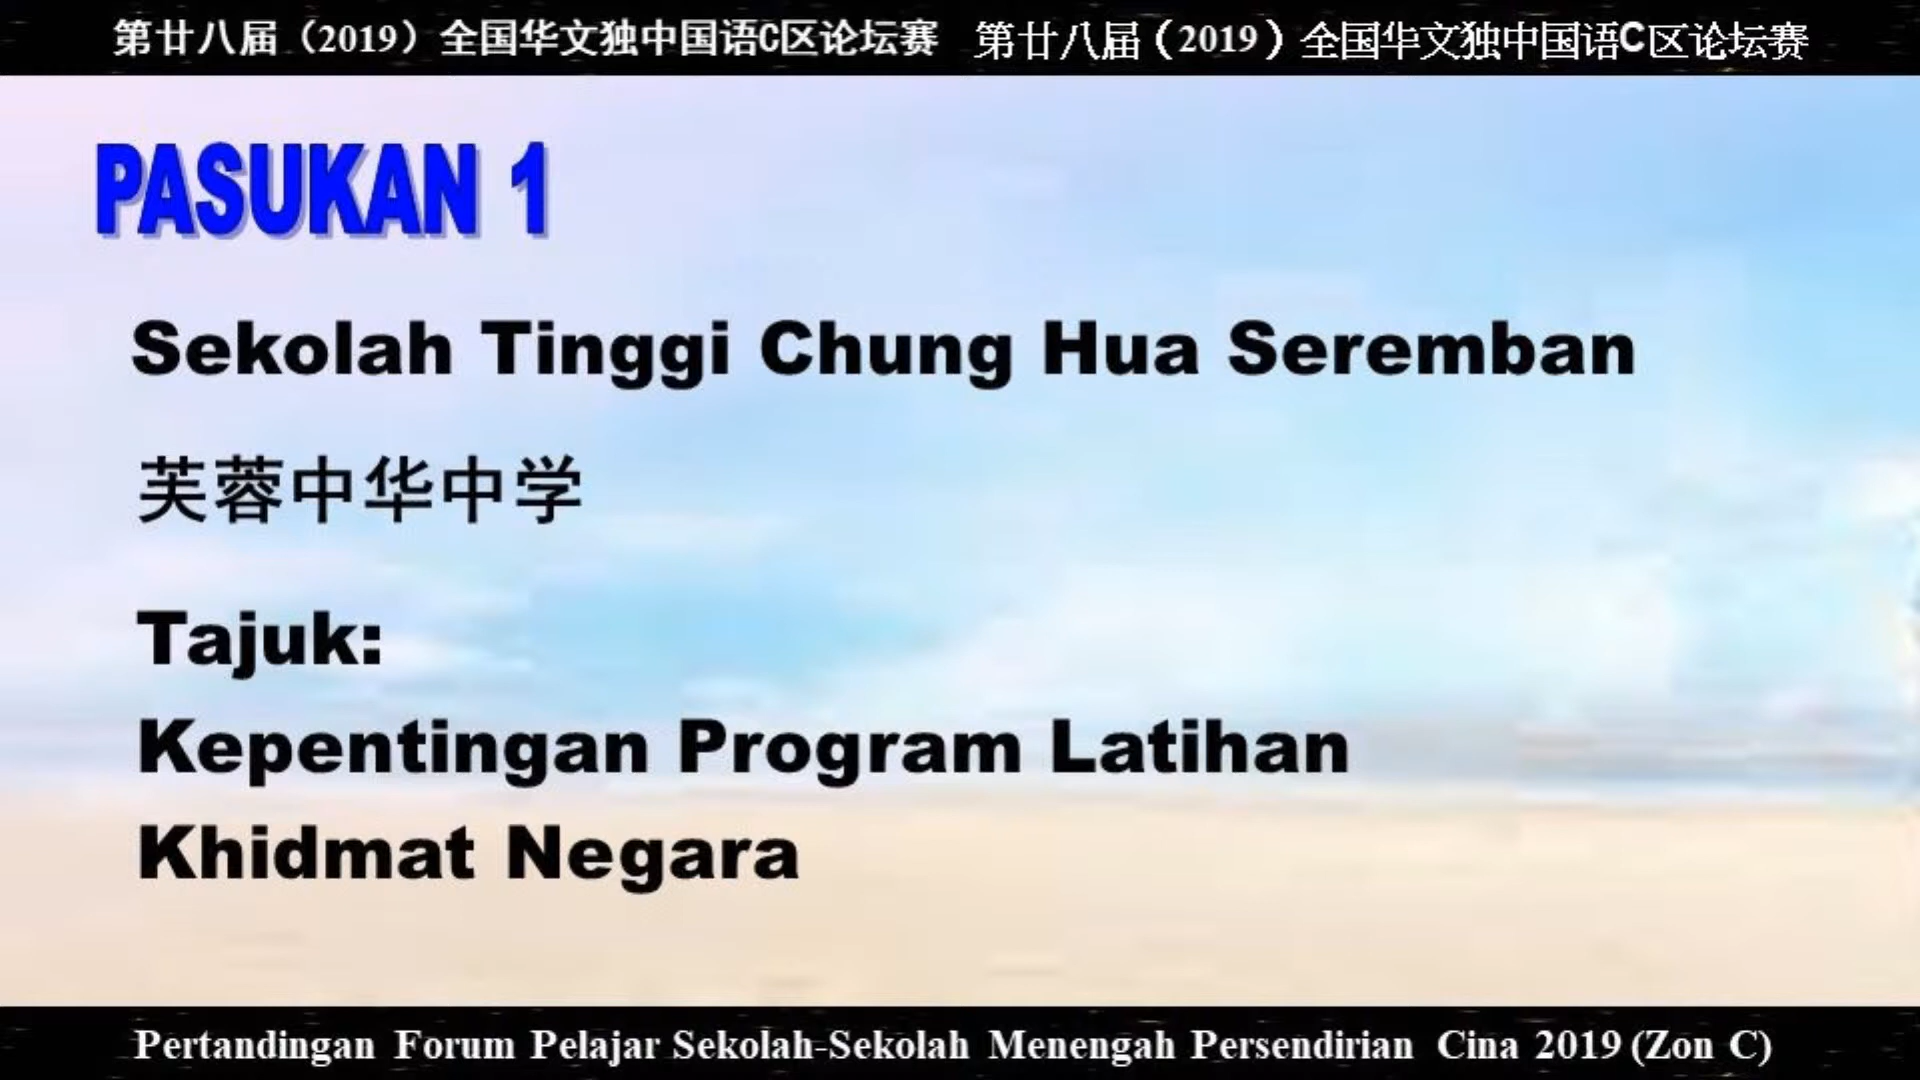 第廿八届（2019）全国华文独中国语C区论坛赛 第廿八届（2019）全国华文独中国语C区论坛赛
PASUKAN 1
Sekolah Tinggi Chung Hua Seremban
芙蓉中华中学
Tajuk:
Kepentingan Program Latihan
Khidmat Negara
Pertandingan Forum Pelajar Sekolah-Sekolah Menengah Persendirian Cina 2019 (Zon C)